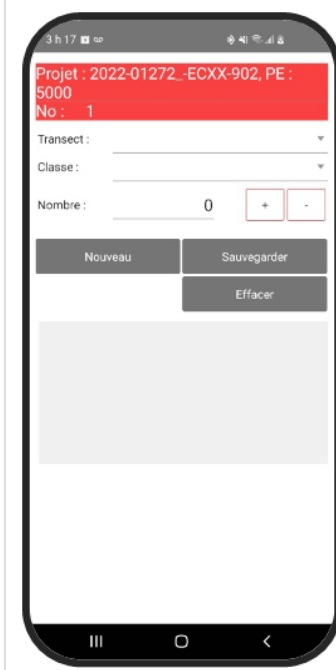 3 h 17
Projet : 2022-01272_-ECXX-902, PE :
5000
No : 1
Transect :
Classe :
Nombre : 0 + -
Nouveau Sauvegarder
Effacer